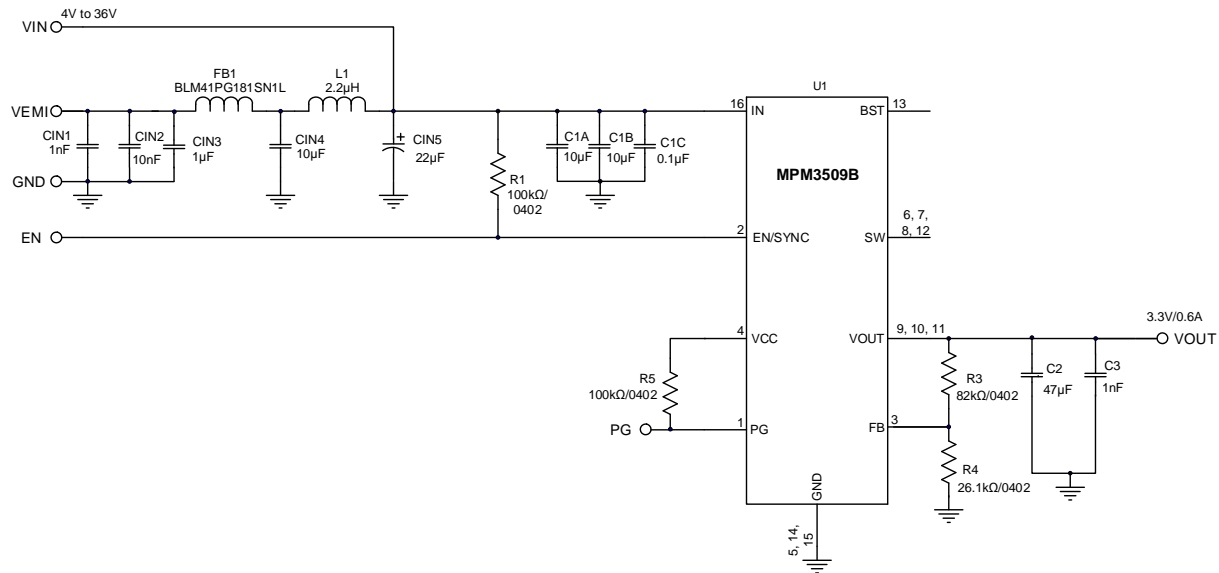 4V to 36V
VIN
FB1
BLM41PG181SN1L
L1
2.2µH
VEMI
CIN1
1nF
CIN2
10nF
CIN3
1µF
CIN4
10µF
CIN5
22µF
+
GND
R1
100kΩ/
0402
C1A
10µF
C1B
10µF
C1C
0.1µF
EN
U1
MPM3509B
16
IN
BST
13
2
EN/SYNC
SW
6, 7,
8, 12
4
VCC
VOUT
9, 10, 11
3.3V/0.6A
VOUT
R5
100kΩ/0402
PG
1
PG
FB
3
R3
82kΩ/0402
R4
26.1kΩ/0402
C2
47µF
C3
1nF
GND
5, 14,
15